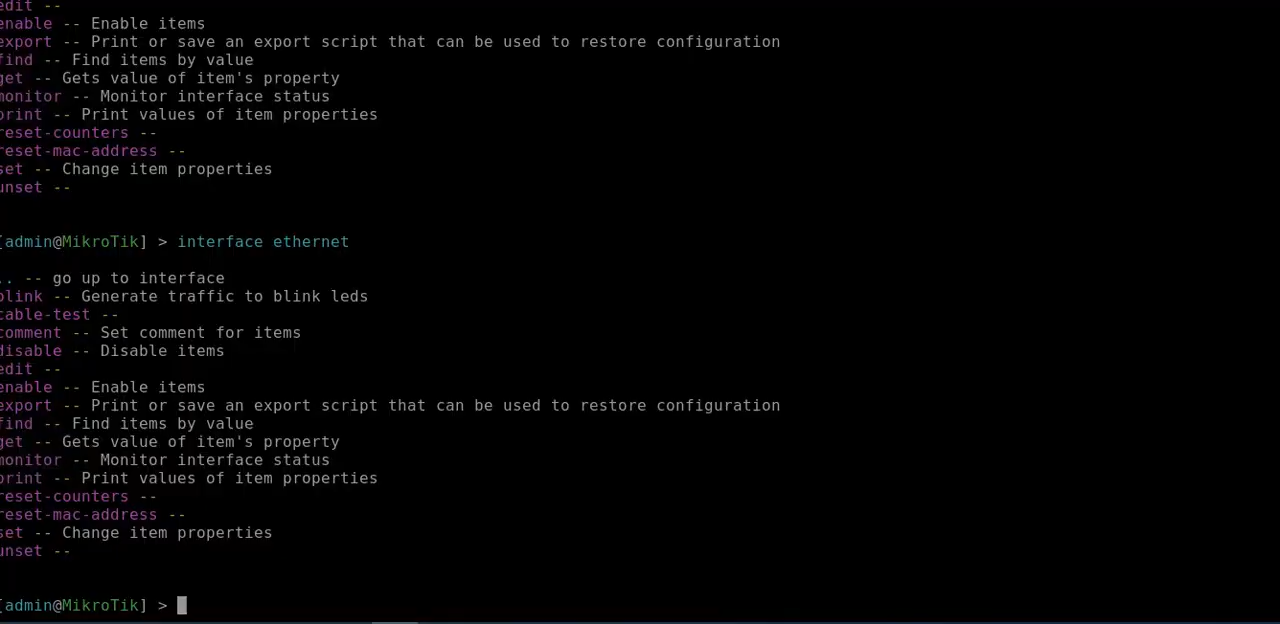 edit --
enable -- Enable items
export -- Print or save an export script that can be used to restore configuration
find -- Find items by value
get -- Gets value of item's property
monitor -- Monitor interface status
print -- Print values of item properties
reset-counters --
reset-mac-address --
set -- Change item properties
unset --
[admin@MikroTik] > interface ethernet
.. -- go up to interface
blink -- Generate traffic to blink leds
cable-test --
comment -- Set comment for items
disable -- Disable items
edit --
enable -- Enable items
export -- Print or save an export script that can be used to restore configuration
find -- Find items by value
get -- Gets value of item's property
monitor -- Monitor interface status
print -- Print values of item properties
reset-counters --
reset-mac-address --
set -- Change item properties
unset --
[admin@MikroTik] >